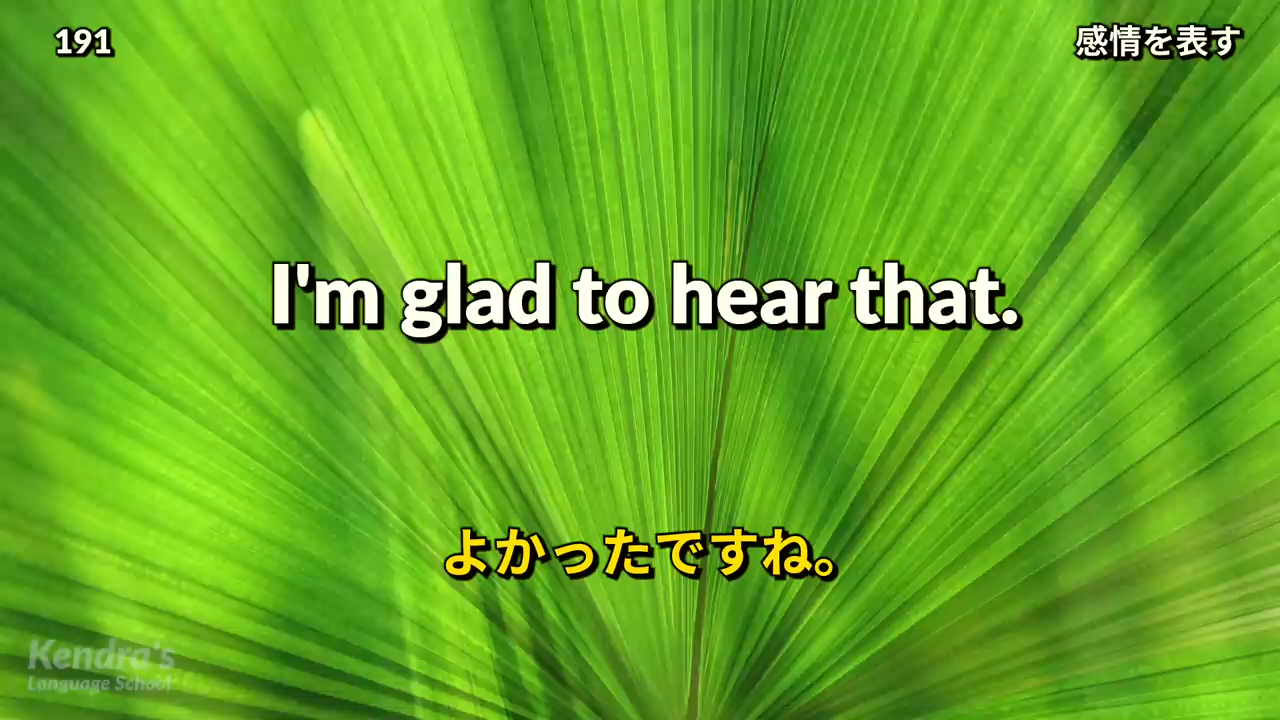 191
感情を表す
I'm glad to hear that.
よかったですね。
Kendra's
Language School